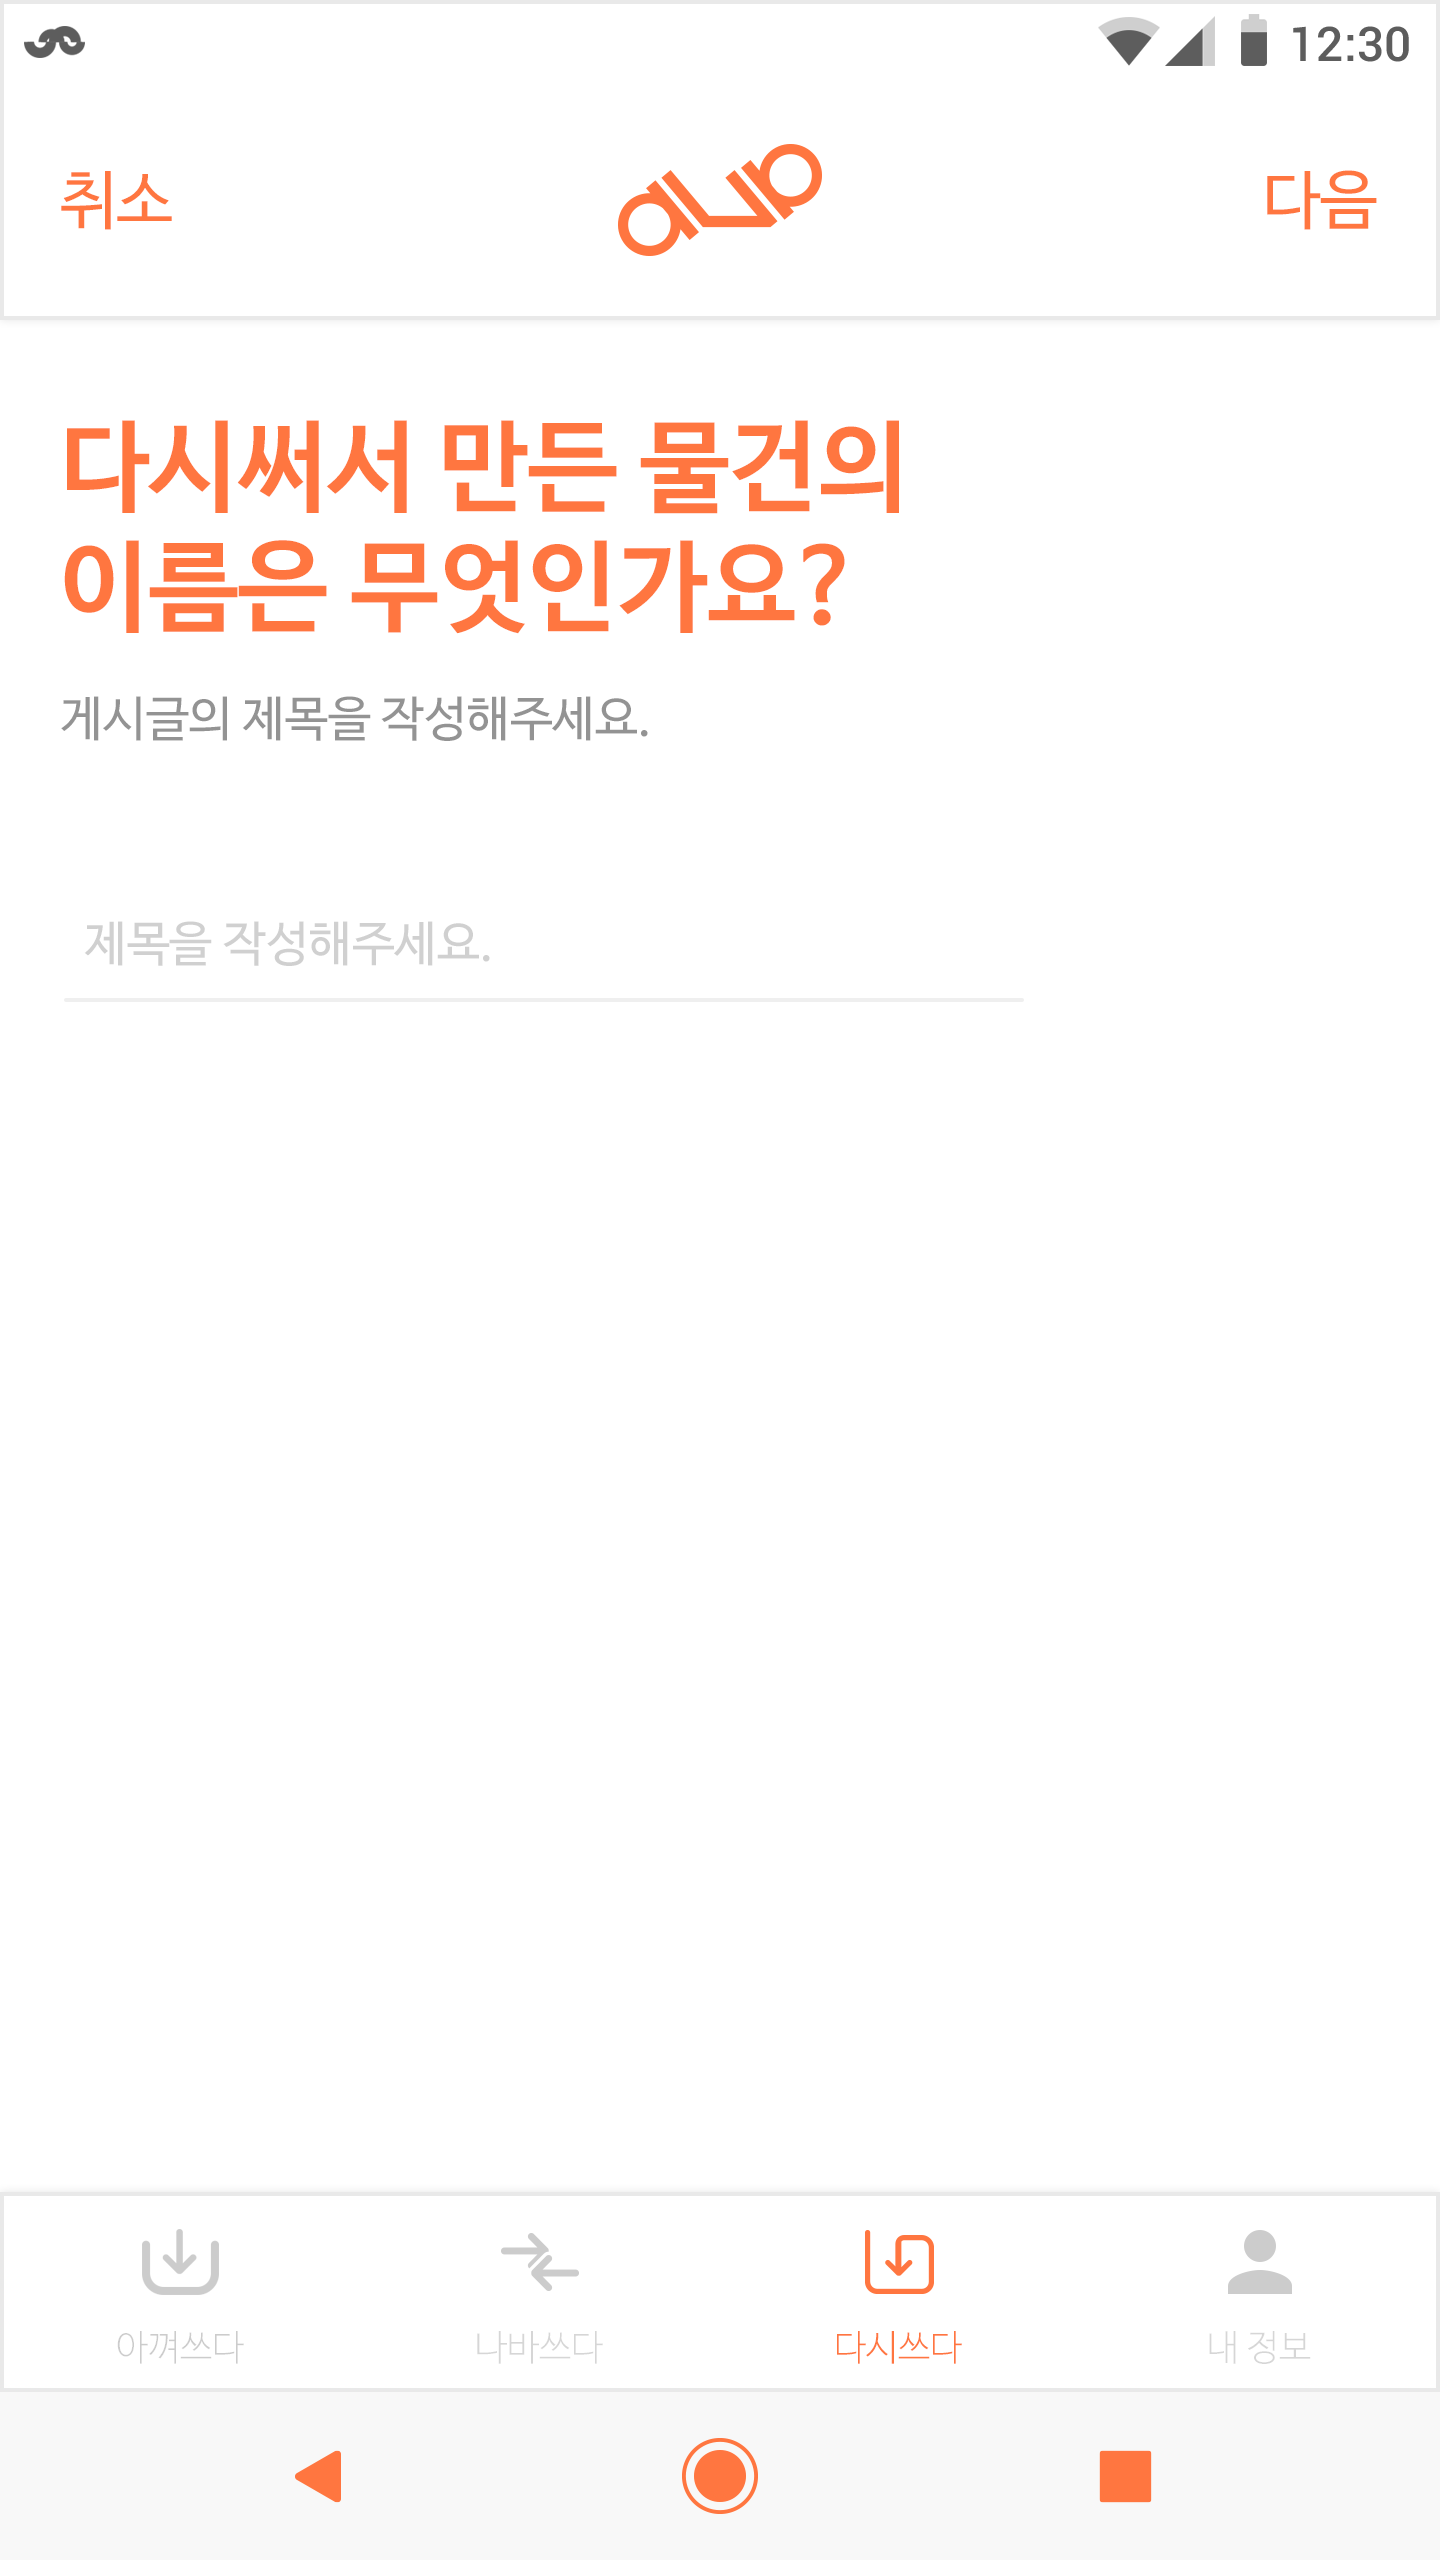 12:30
취소
다음
다시써서 만든 물건의
이름은 무엇인가요?
게시글의 제목을 작성해주세요.
제목을 작성해주세요.
아껴쓰다
나바쓰다
다시쓰다
내 정보